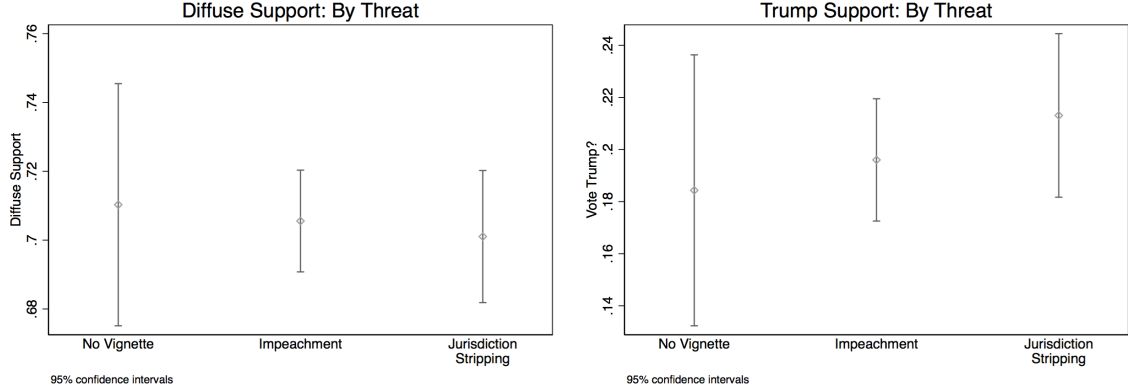 Diffuse Support: By Threat
Diffuse Support
.76
.74
.72
.7
.68
No Vignette
Impeachment
Jurisdiction
Stripping
95% confidence intervals
Trump Support: By Threat
Vote Trump?
.24
.22
.2
.18
.16
.14
No Vignette
Impeachment
Jurisdiction
Stripping
95% confidence intervals